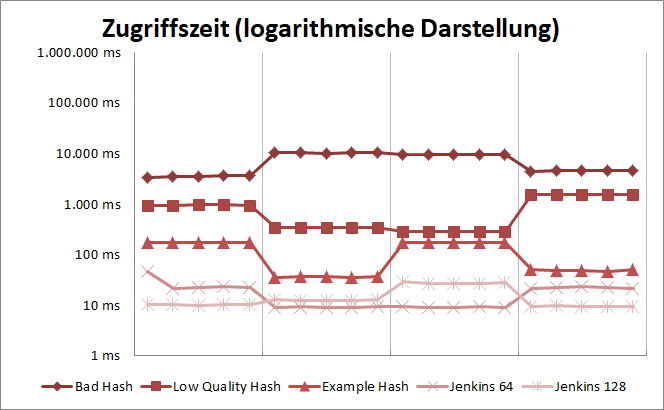 Zugriffszeit (logarithmische Darstellung)
1.000.000 ms
100.000 ms
10.000 ms
1.000 ms
100 ms
10 ms
1 ms
Bad Hash Low Quality Hash Example Hash Jenkins 64 Jenkins 128